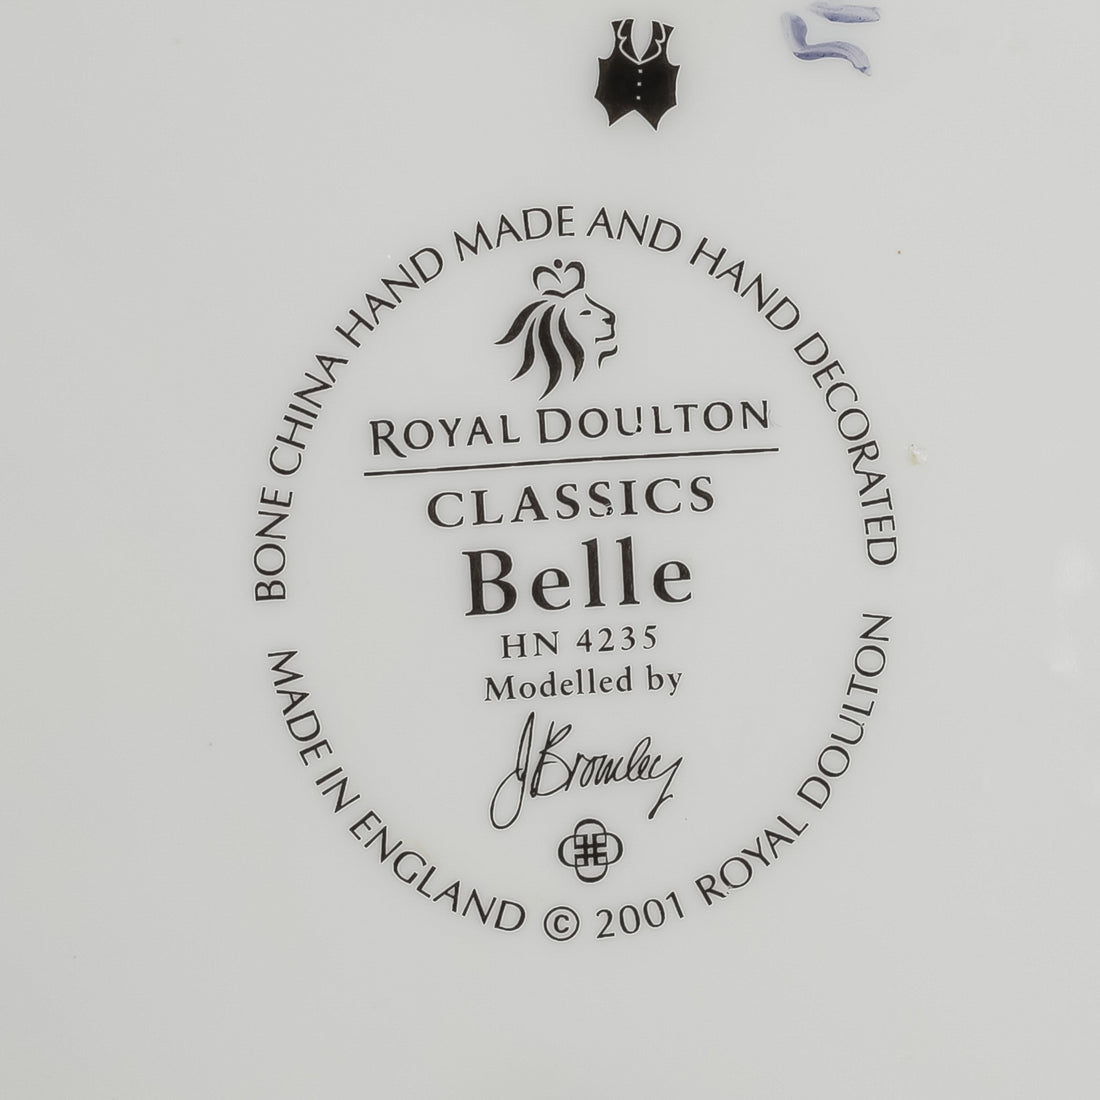 BONE CHINA HAND MADE AND HAND DECORATED
ROYAL DOULTON
CLASSICS
Belle
HN 4235
Modelled by
J Bromley
MADE IN ENGLAND © 2001 ROYAL DOULTON